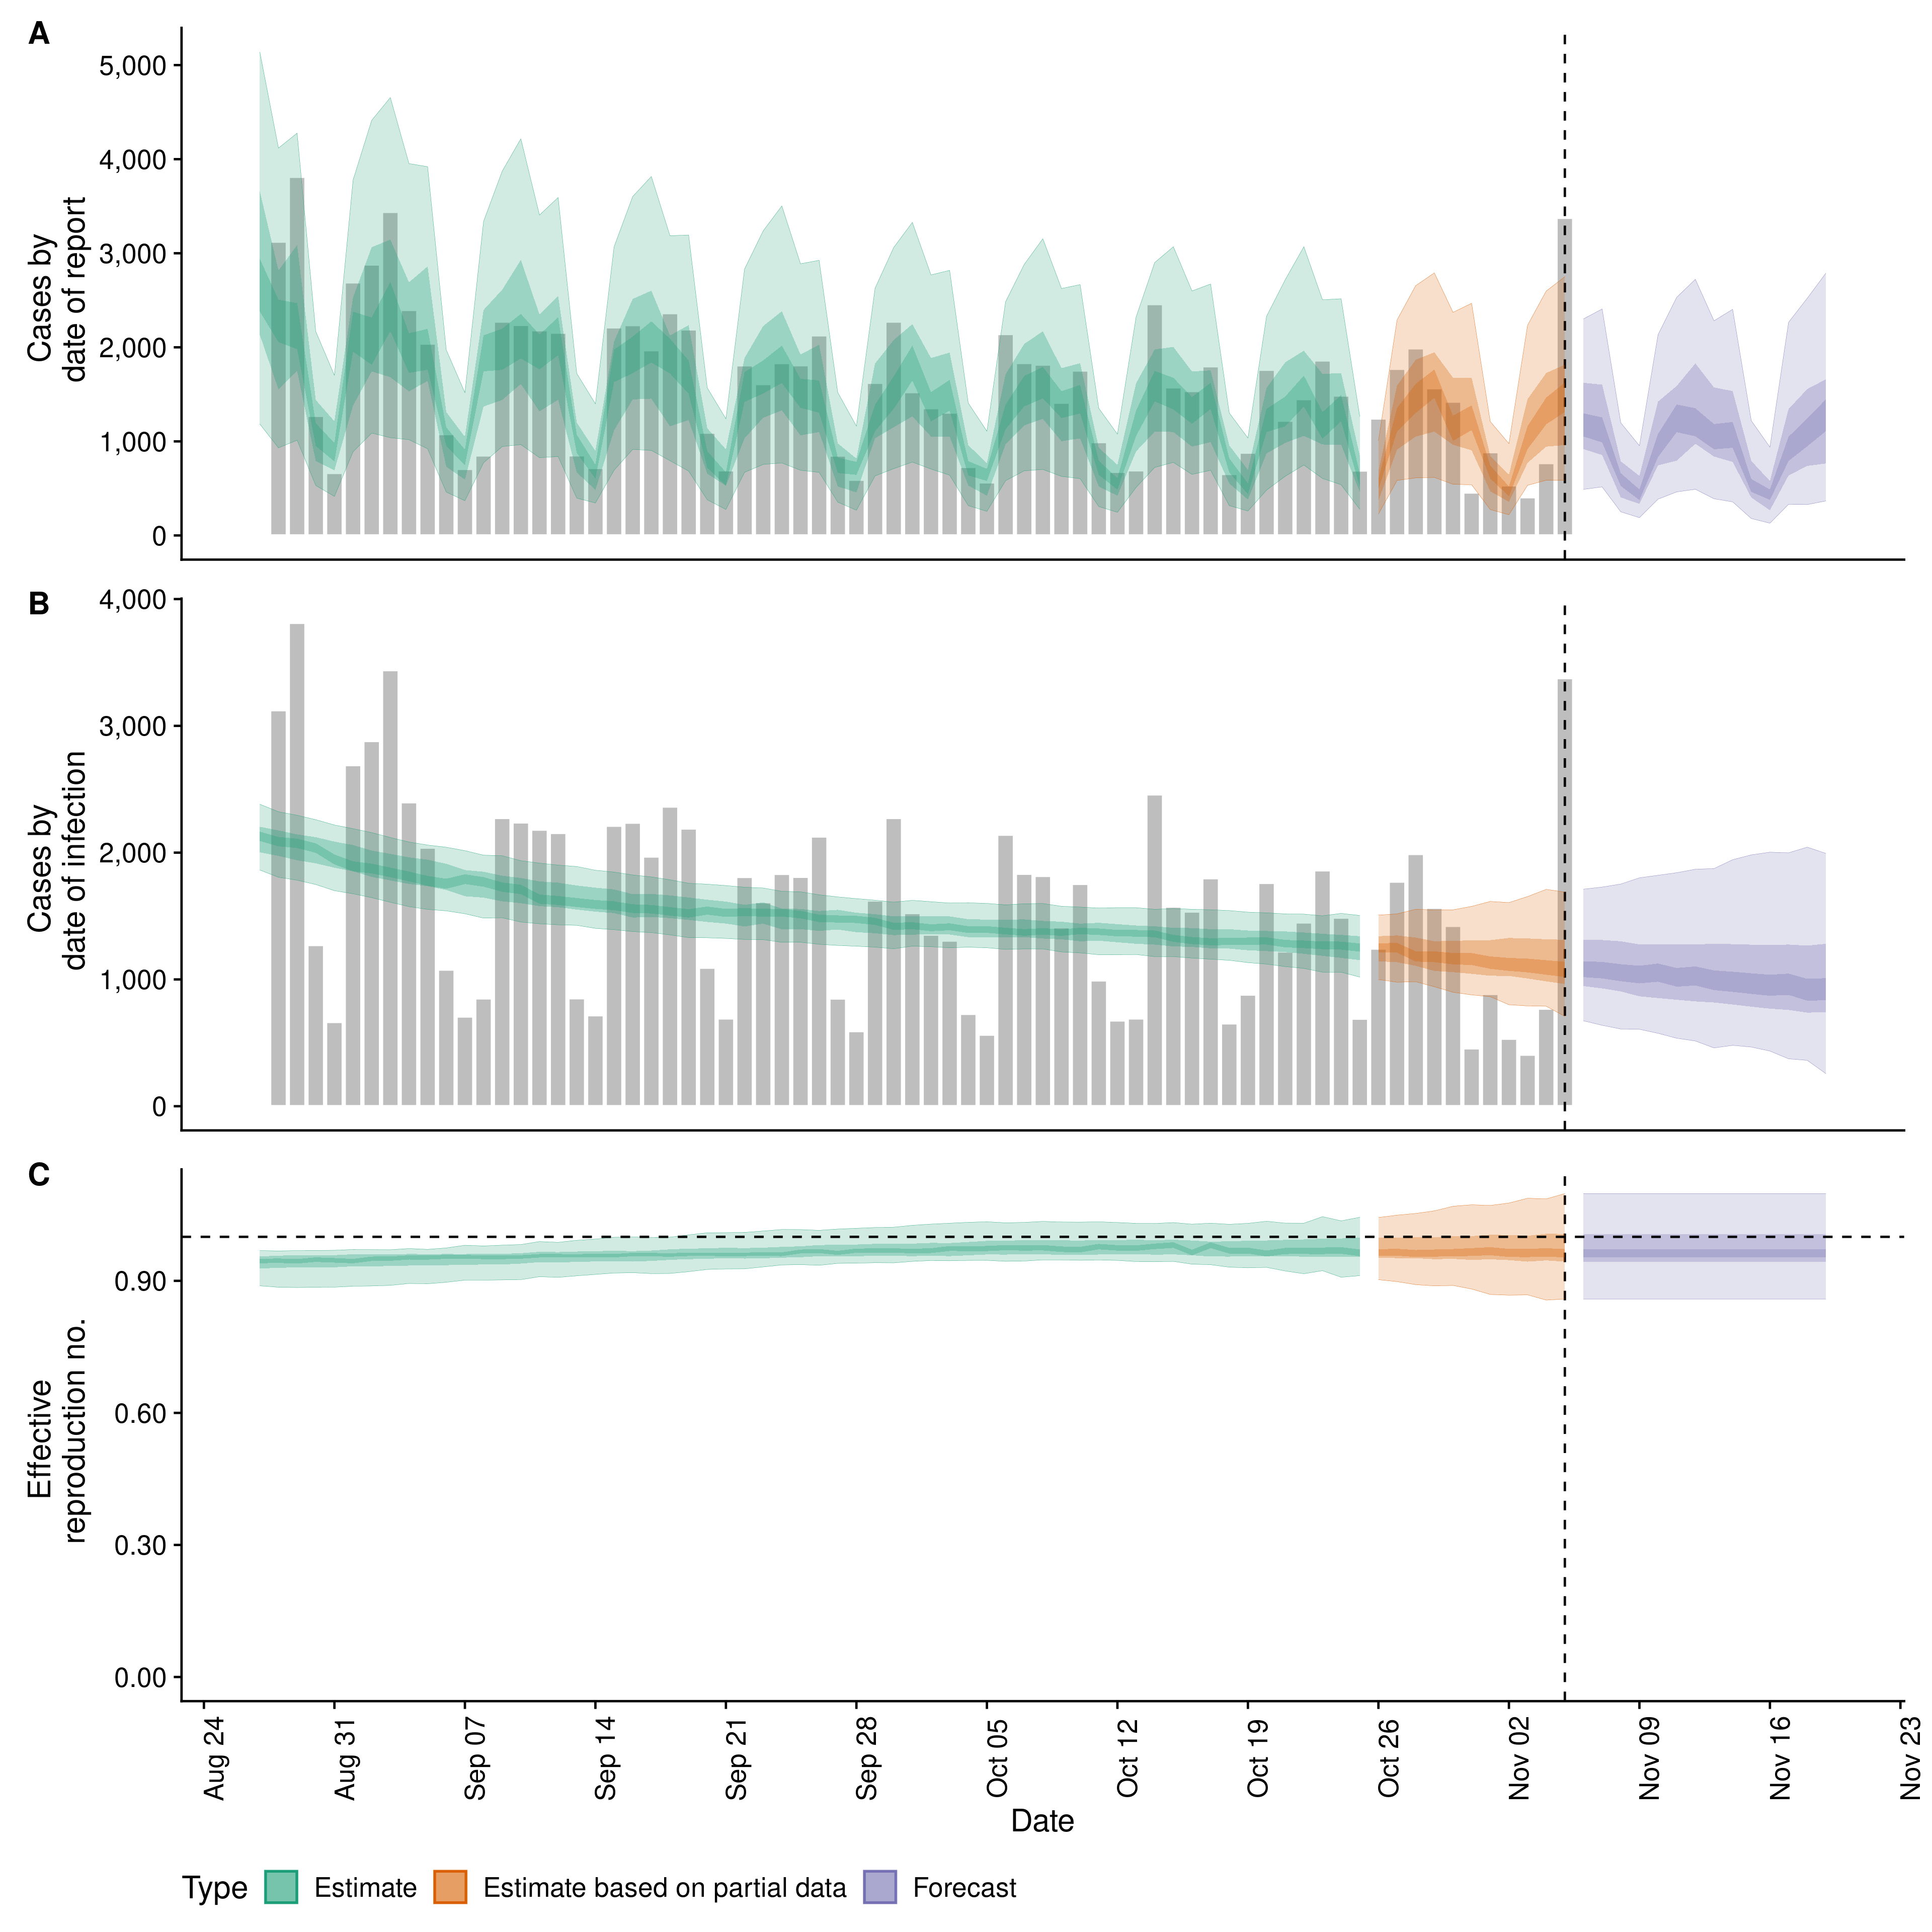 A
5,000
4,000
3,000
2,000
1,000
0
Cases by
date of report
B
4,000
3,000
2,000
1,000
0
Cases by
date of infection
C
0.90
0.60
0.30
0.00
Effective
reproduction no.
Aug 24
Aug 31
Sep 07
Sep 14
Sep 21
Sep 28
Oct 05
Oct 12
Oct 19
Oct 26
Nov 02
Nov 09
Nov 16
Nov 23
Date
Type Estimate Estimate based on partial data Forecast